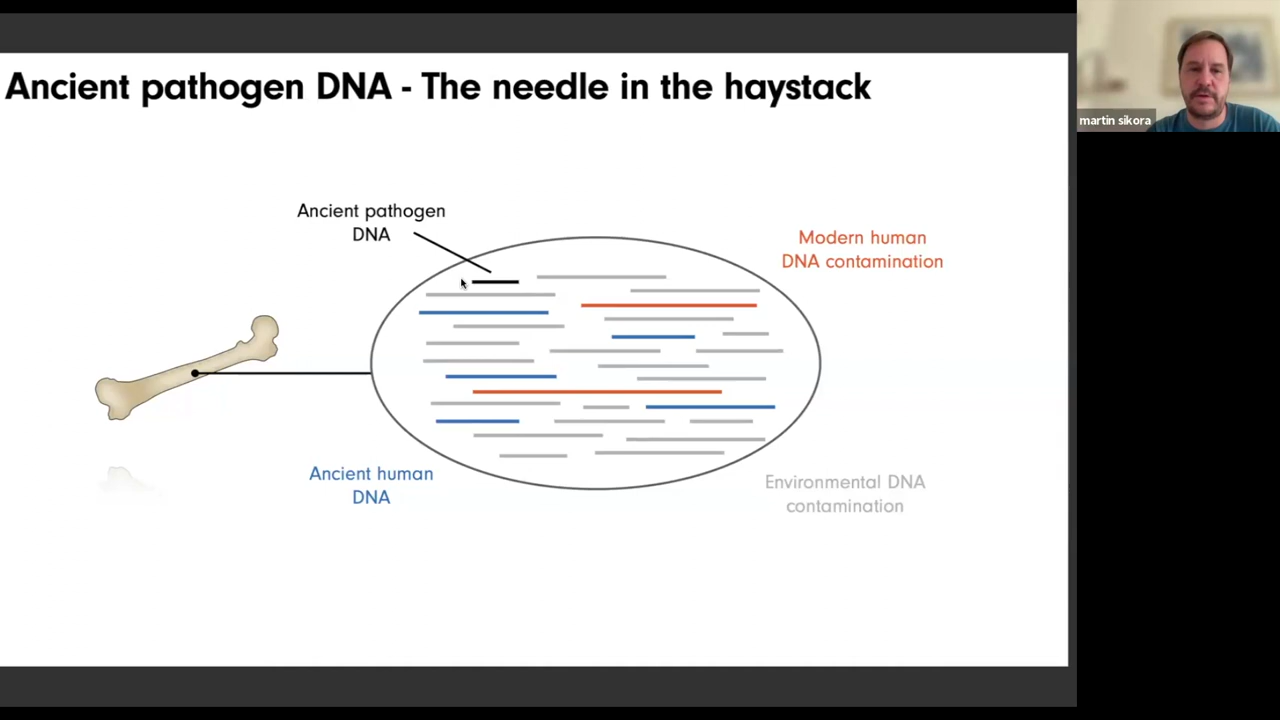 Ancient pathogen DNA - The needle in the haystack
martin sikora
Ancient pathogen
DNA
Modern human
DNA contamination
Ancient human
DNA
Environmental DNA
contamination